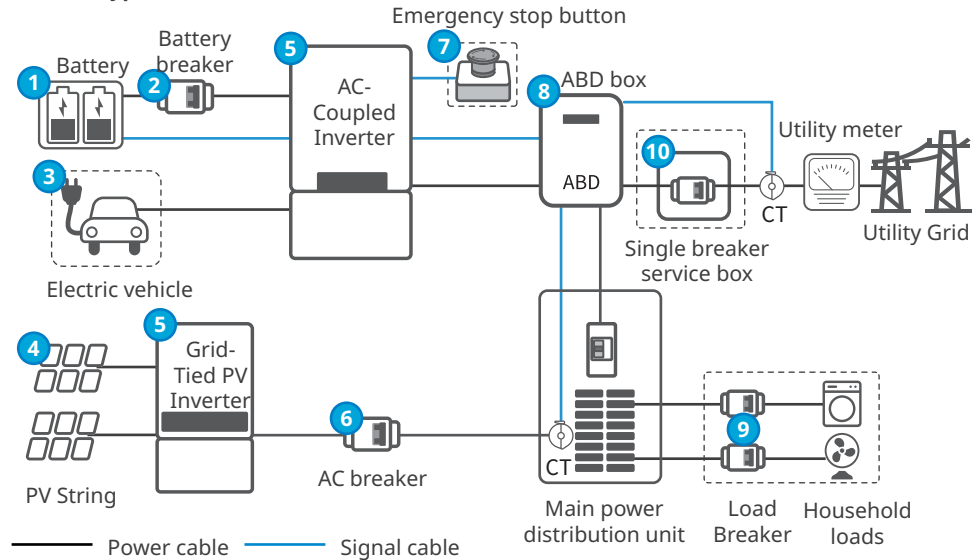 Emergency stop button
7
Battery
breaker
5
Battery
1
2
AC-
Coupled
Inverter
8
ABD box
ABD
10
Utility meter
CT
Utility Grid
Single breaker
service box
3
Electric vehicle
4
5
Grid-
Tied PV
Inverter
PV String
6
AC breaker
CT
Main power
distribution unit
9
Load
Breaker
Household
loads
Power cable
Signal cable